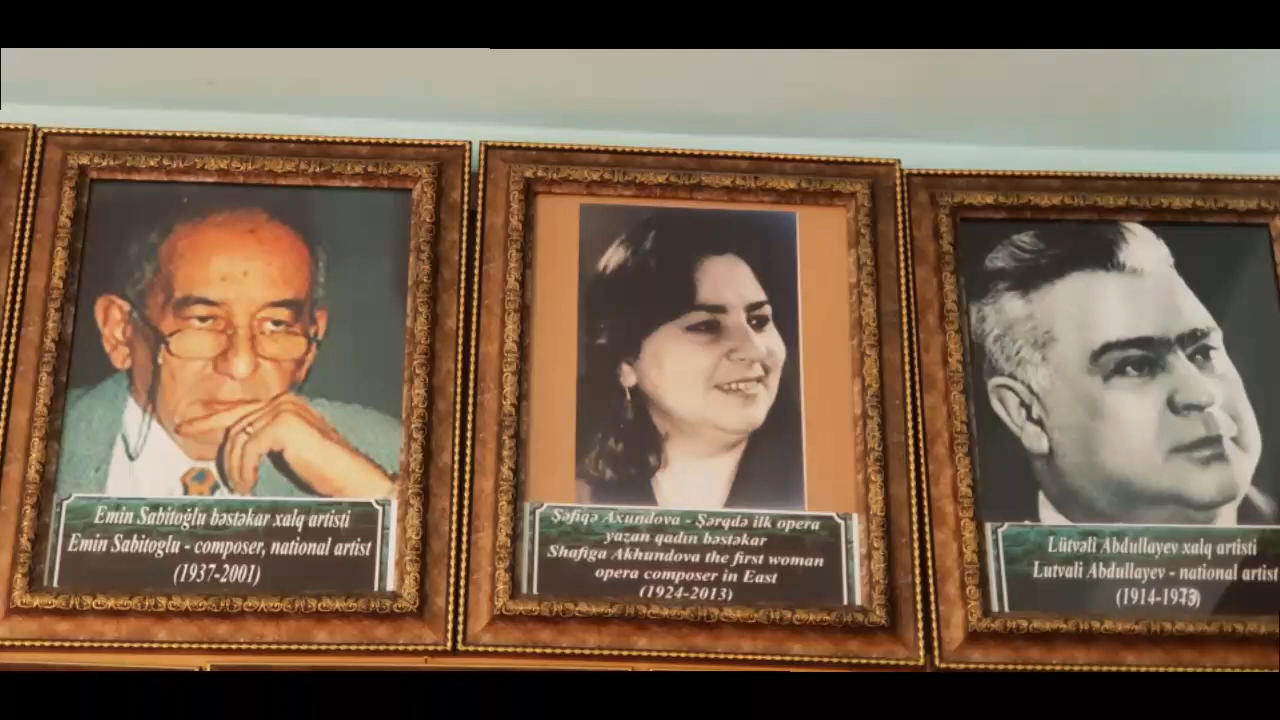 Emin Sabitoğlu bəstəkar xalq artisti
Emin Sabitoglu - composer, national artist
(1937-2001)
Şəfiqə Axundova - Şərqdə ilk opera
yazan qadın bəstəkar
Shafiga Akhundova the first woman
opera composer in East
(1924-2013)
Lütvəli Abdullayev xalq artisti
Lutvali Abdullayev - national artist
(1914-1973)